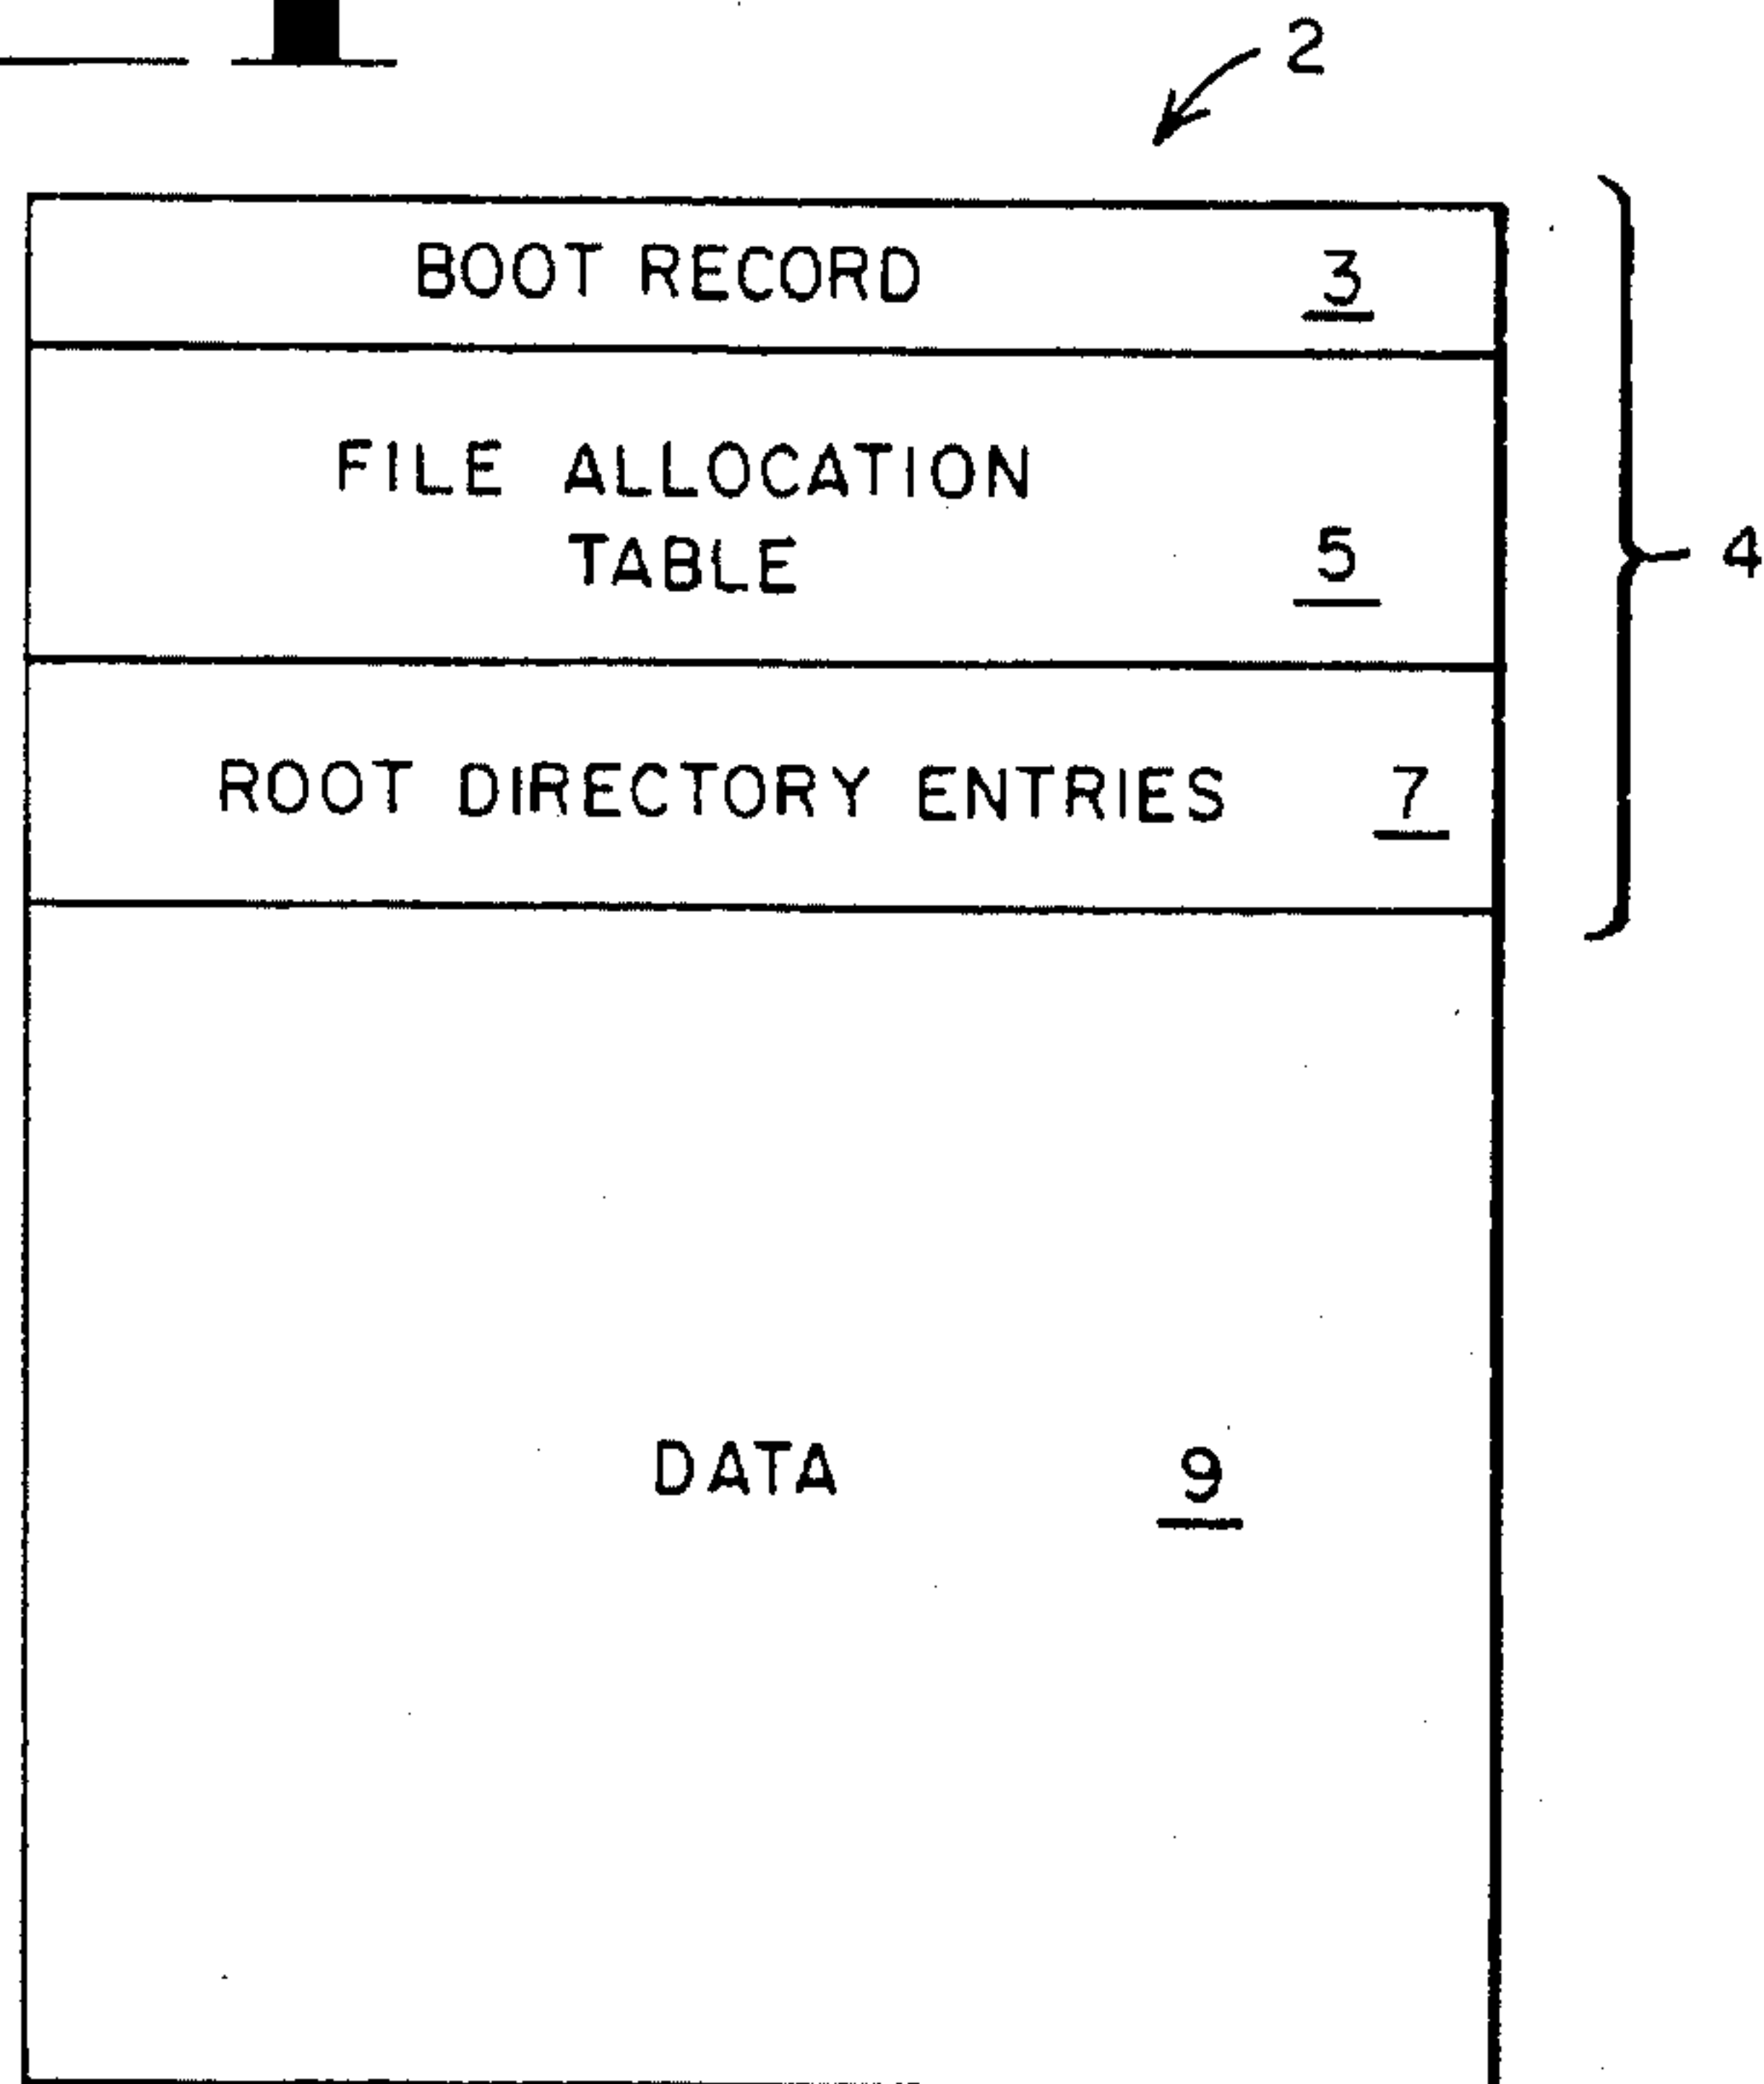 2
BOOT RECORD 3
FILE ALLOCATION
TABLE 5
4
ROOT DIRECTORY ENTRIES 7
DATA 9